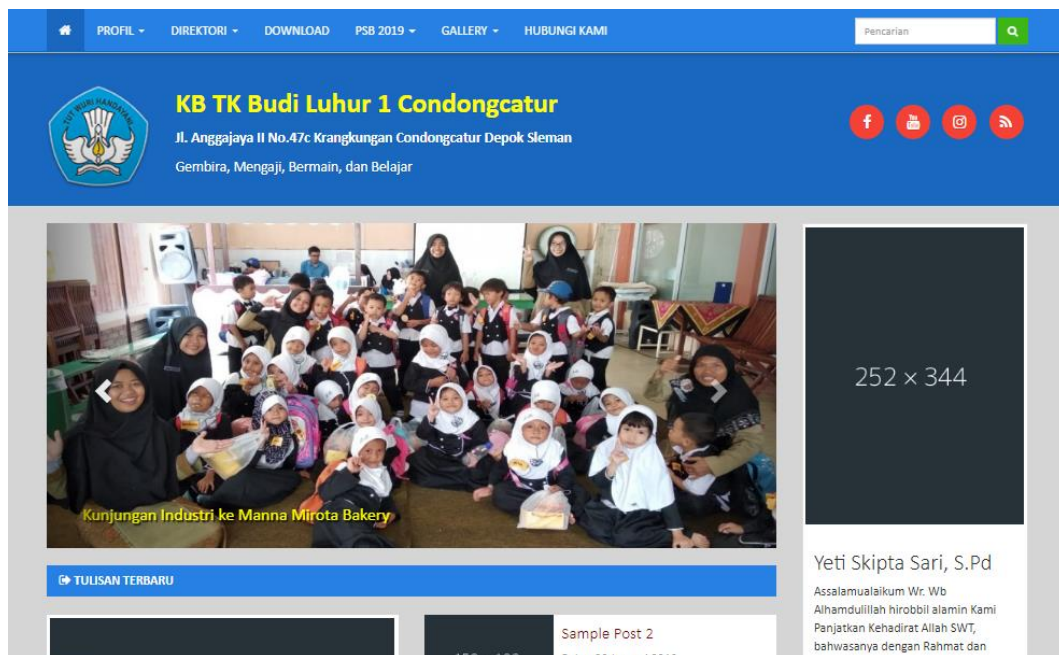 PROFIL
DIREKTORI
DOWNLOAD
PSB 2019
GALLERY
HUBUNGI KAMI
Pencarian
TUT WURI HANDAYANI
KB TK Budi Luhur 1 Condongcatur
Jl. Anggajaya II No.47c Krangkungan Condongcatur Depok Sleman
Gembira, Mengaji, Bermain, dan Belajar
Kunjungan Industri ke Manna Mirota Bakery
252 × 344
Yeti Skipta Sari, S.Pd
Assalamualaikum Wr. Wb
Alhamdulillah hirobbil alamin Kami
Panjatkan Kehadirat Allah SWT,
bahwasanya dengan Rahmat dan
TULISAN TERBARU
Sample Post 2